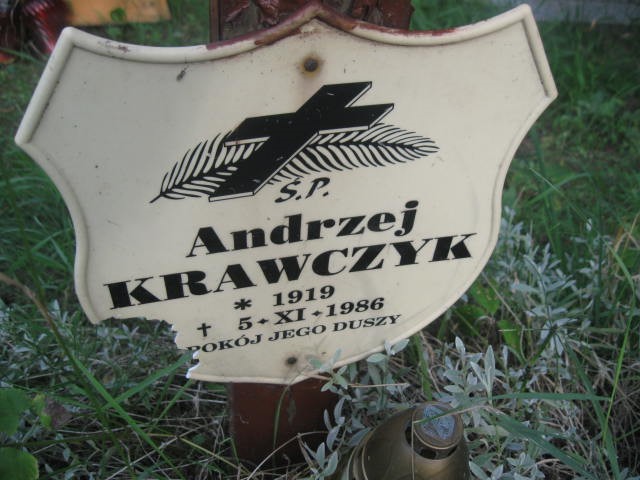 Ś.P.
Andrzej
KRAWCZYK
* 1919
† 5•XI•1986
POKÓJ JEGO DUSZY